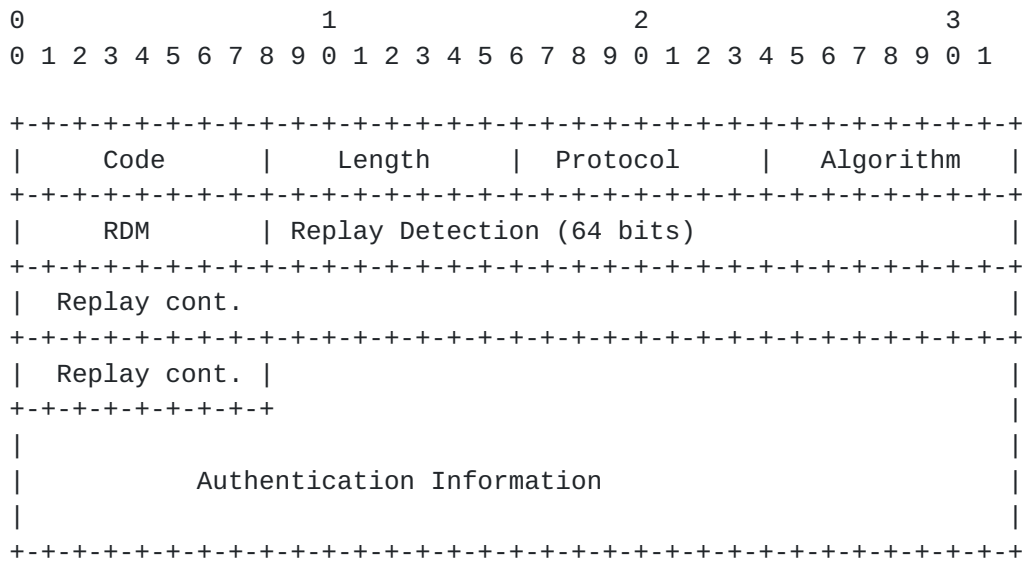 0                   1                   2                   3
0 1 2 3 4 5 6 7 8 9 0 1 2 3 4 5 6 7 8 9 0 1 2 3 4 5 6 7 8 9 0 1
+-+-+-+-+-+-+-+-+-+-+-+-+-+-+-+-+-+-+-+-+-+-+-+-+-+-+-+-+-+-+-+-+
|     Code      |    Length     |  Protocol     |   Algorithm   |
+-+-+-+-+-+-+-+-+-+-+-+-+-+-+-+-+-+-+-+-+-+-+-+-+-+-+-+-+-+-+-+-+
|     RDM       | Replay Detection (64 bits)                    |
+-+-+-+-+-+-+-+-+-+-+-+-+-+-+-+-+-+-+-+-+-+-+-+-+-+-+-+-+-+-+-+-+
|  Replay cont.                                                 |
+-+-+-+-+-+-+-+-+-+-+-+-+-+-+-+-+-+-+-+-+-+-+-+-+-+-+-+-+-+-+-+-+
|  Replay cont. |                                               |
+-+-+-+-+-+-+-+-+                                               |
|                                                               |
|           Authentication Information                          |
|                                                               |
+-+-+-+-+-+-+-+-+-+-+-+-+-+-+-+-+-+-+-+-+-+-+-+-+-+-+-+-+-+-+-+-+